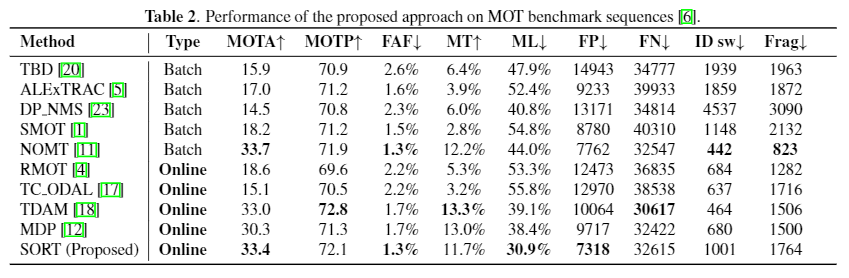 Table 2. Performance of the proposed approach on MOT benchmark sequences [6].
Method Type MOTA↑ MOTP↑ FAF↓ MT↑ ML↓ FP↓ FN↓ ID sw↓ Frag↓
TBD [20] Batch 15.9 70.9 2.6% 6.4% 47.9% 14943 34777 1939 1963
ALExTRAC [5] Batch 17.0 71.2 1.6% 3.9% 52.4% 9233 39933 1859 1872
DP_NMS [23] Batch 14.5 70.8 2.3% 6.0% 40.8% 13171 34814 4537 3090
SMOT [1] Batch 18.2 71.2 1.5% 2.8% 54.8% 8780 40310 1148 2132
NOMT [11] Batch 33.7 71.9 1.3% 12.2% 44.0% 7762 32547 442 823
RMOT [4] Online 18.6 69.6 2.2% 5.3% 53.3% 12473 36835 684 1282
TC_ODAL [17] Online 15.1 70.5 2.2% 3.2% 55.8% 12970 38538 637 1716
TDAM [18] Online 33.0 72.8 1.7% 13.3% 39.1% 10064 30617 464 1506
MDP [12] Online 30.3 71.3 1.7% 13.0% 38.4% 9717 32422 680 1500
SORT (Proposed) Online 33.4 72.1 1.3% 11.7% 30.9% 7318 32615 1001 1764